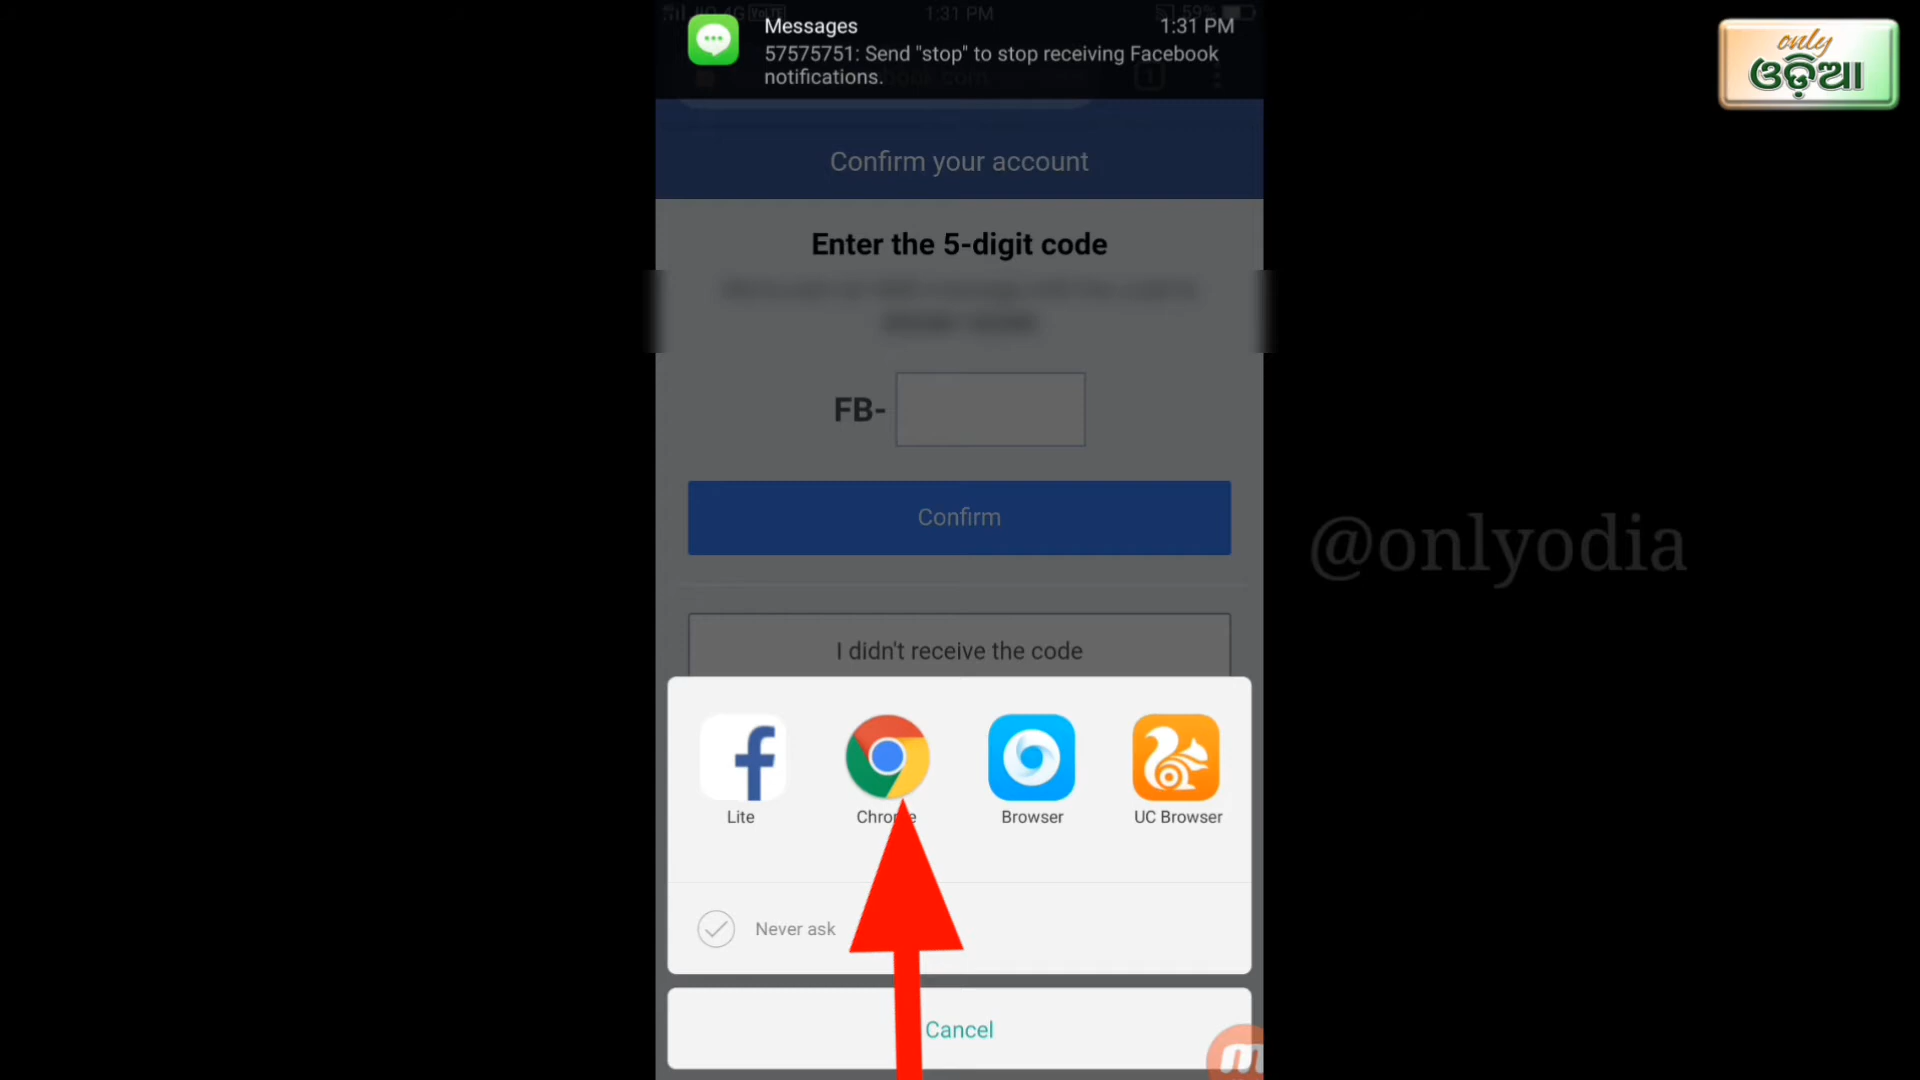 Messages
1:31 PM
57575751: Send "stop" to stop receiving Facebook
notifications.
only
ଓଡ଼ିଆ
Confirm your account
Enter the 5-digit code
FB-
Confirm
@onlyodia
I didn't receive the code
Lite
Chrome
Browser
UC Browser
Never ask
Cancel